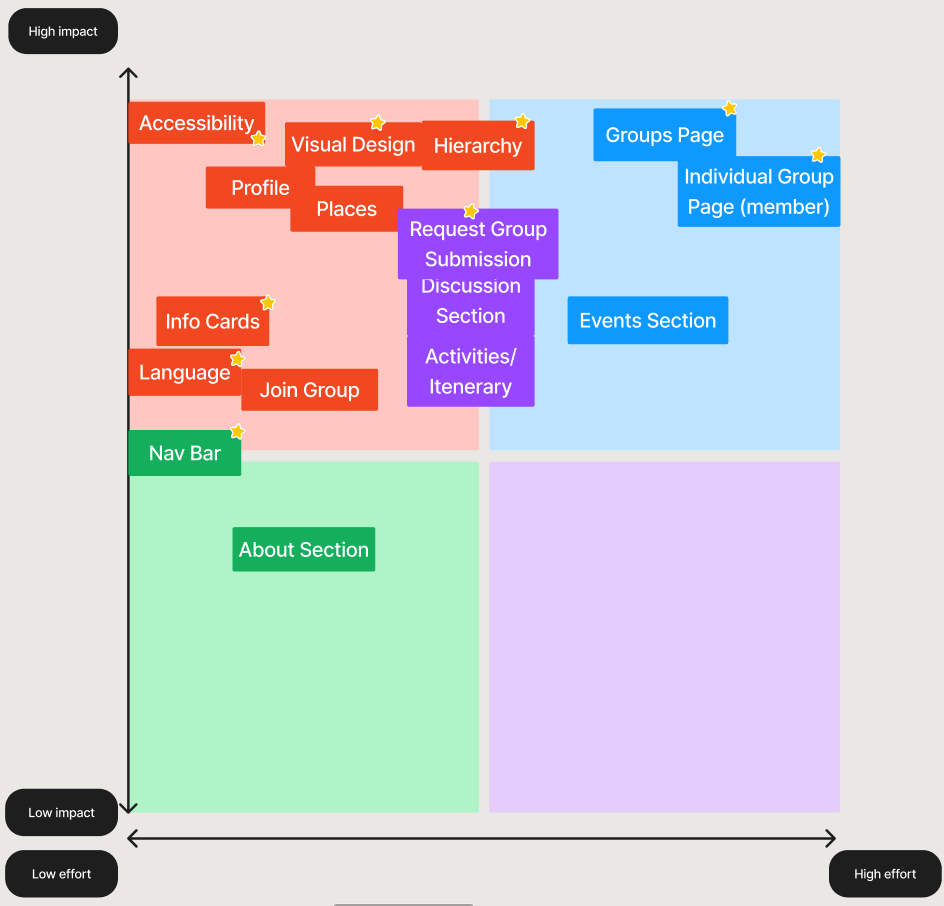 High impact
Accessibility
Visual Design
Hierarchy
Groups Page
Profile
Places
Individual Group
Page (member)
Request Group
Submission
Discussion
Section
Info Cards
Events Section
Activities/
Itenerary
Language
Join Group
Nav Bar
About Section
Low impact
Low effort
High effort